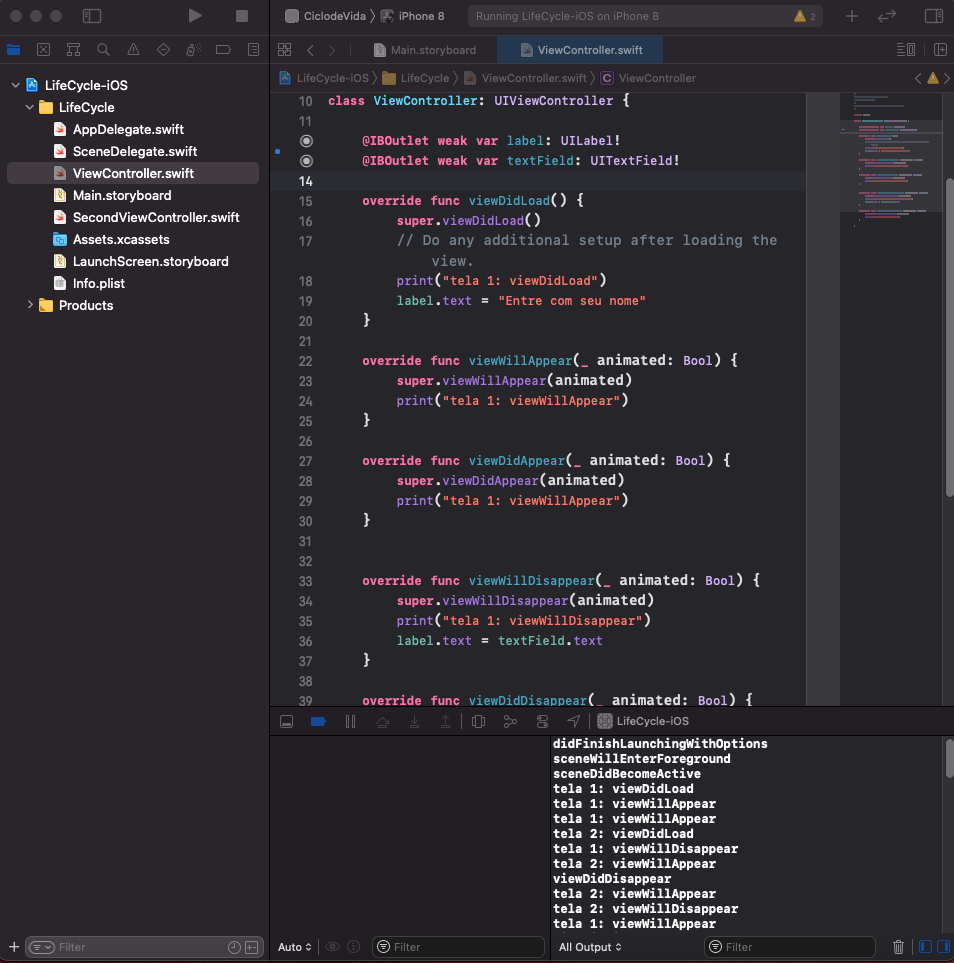 CiclodeVida iPhone 8 Running LifeCycle-iOS on iPhone 8 2
Main.storyboard ViewController.swift
LifeCycle-iOS LifeCycle ViewController.swift C ViewController
LifeCycle-iOS
LifeCycle
AppDelegate.swift
SceneDelegate.swift
ViewController.swift
Main.storyboard
SecondViewController.swift
Assets.xcassets
LaunchScreen.storyboard
Info.plist
Products
10 class ViewController: UIViewController {
11
@IBOutlet weak var label: UILabel!
@IBOutlet weak var textField: UITextField!
14
15 override func viewDidLoad() {
16 super.viewDidLoad()
17 // Do any additional setup after loading the
view.
18 print("tela 1: viewDidLoad")
19 label.text = "Entre com seu nome"
20 }
21
22 override func viewWillAppear(_ animated: Bool) {
23 super.viewWillAppear(animated)
24 print("tela 1: viewWillAppear")
25 }
26
27 override func viewDidAppear(_ animated: Bool) {
28 super.viewDidAppear(animated)
29 print("tela 1: viewWillAppear")
30 }
31
32
33 override func viewWillDisappear(_ animated: Bool) {
34 super.viewWillDisappear(animated)
35 print("tela 1: viewWillDisappear")
36 label.text = textField.text
37 }
38
39 override func viewDidDisappear(_ animated: Bool) {
LifeCycle-iOS
didFinishLaunchingWithOptions
sceneWillEnterForeground
sceneDidBecomeActive
tela 1: viewDidLoad
tela 1: viewWillAppear
tela 1: viewWillAppear
tela 2: viewDidLoad
tela 1: viewWillDisappear
tela 2: viewWillAppear
viewDidDisappear
tela 2: viewWillAppear
tela 2: viewWillDisappear
tela 1: viewWillAppear
Filter
Auto Filter
All Output Filter